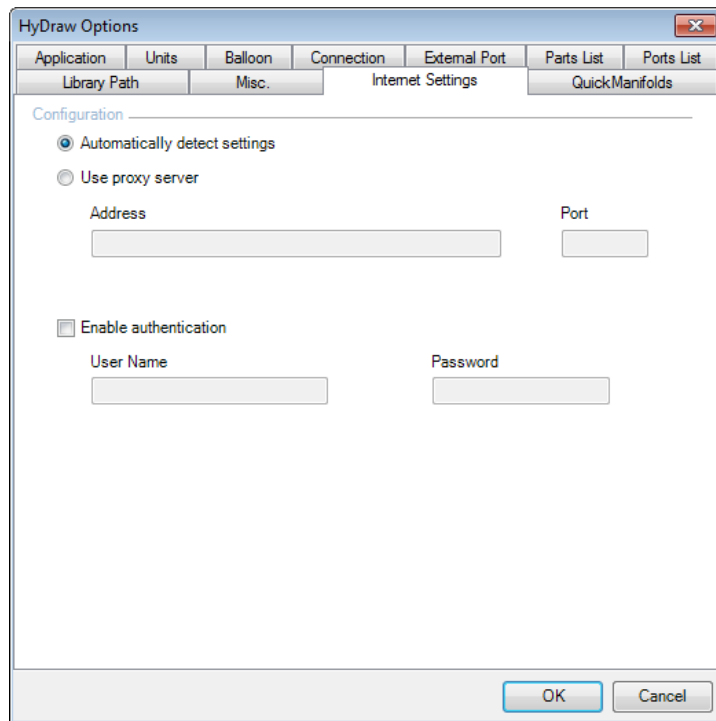 HyDraw Options
Application Units Balloon Connection External Port Parts List Ports List
Library Path Misc. Internet Settings QuickManifolds
Configuration
Automatically detect settings
Use proxy server
Address Port
Enable authentication
User Name Password
OK Cancel